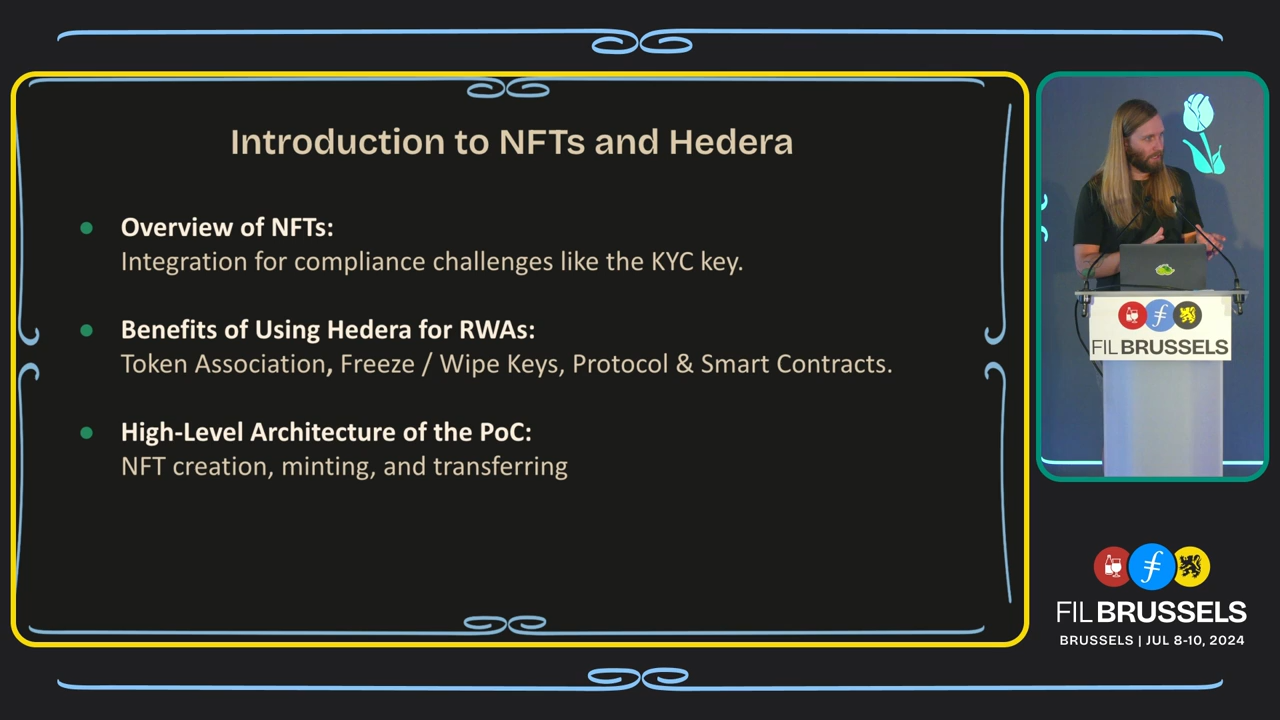 Introduction to NFTs and Hedera
Overview of NFTs:
Integration for compliance challenges like the KYC key.
Benefits of Using Hedera for RWAs:
Token Association, Freeze / Wipe Keys, Protocol & Smart Contracts.
High-Level Architecture of the PoC:
NFT creation, minting, and transferring
FIL BRUSSELS
FIL BRUSSELS
BRUSSELS | JUL 8-10, 2024